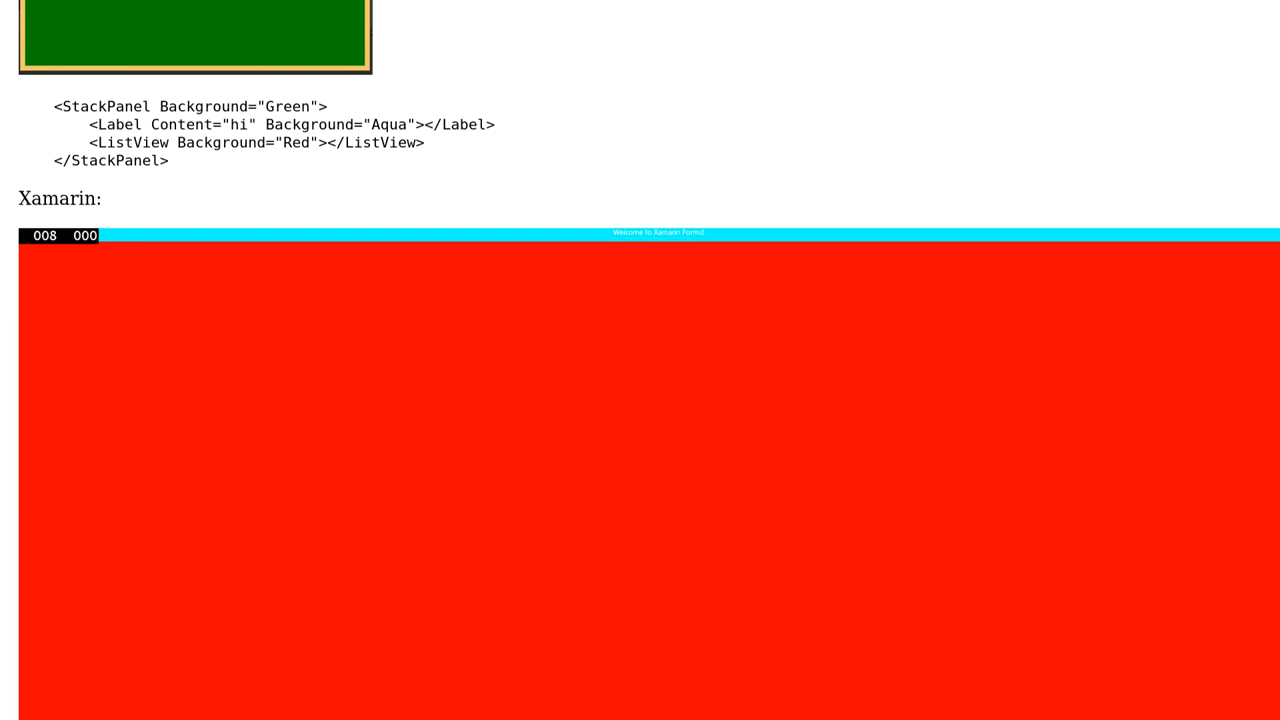 <StackPanel Background="Green">
<Label Content="hi" Background="Aqua"></Label>
<ListView Background="Red"></ListView>
</StackPanel>
Xamarin:
008 000
Welcome to Xamarin Forms!